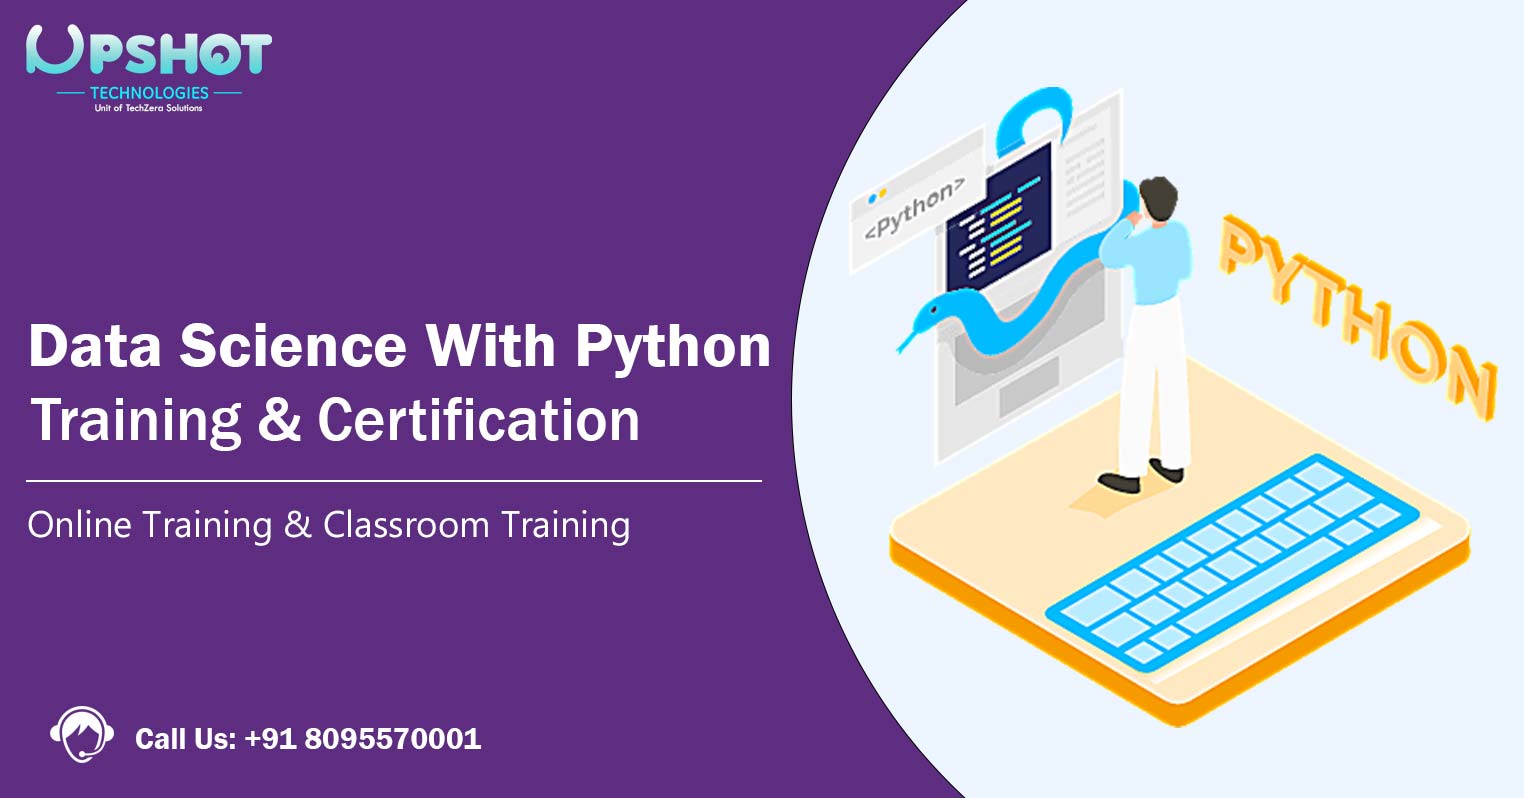 UPSHOT
TECHNOLOGIES
Unit of TechZera Solutions
<Python>
PYTHON
Data Science With Python
Training & Certification
Online Training & Classroom Training
Call Us: +91 8095570001